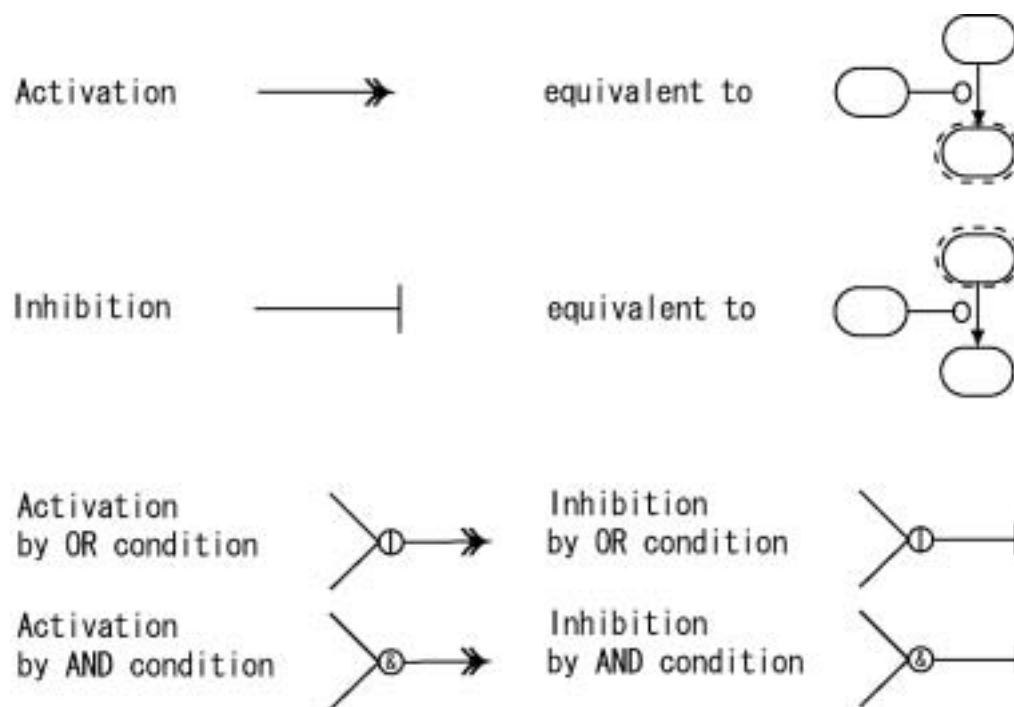 Activation
equivalent to
Inhibition
equivalent to
Activation
by OR condition
|
Inhibition
by OR condition
|
Activation
by AND condition
&
Inhibition
by AND condition
&